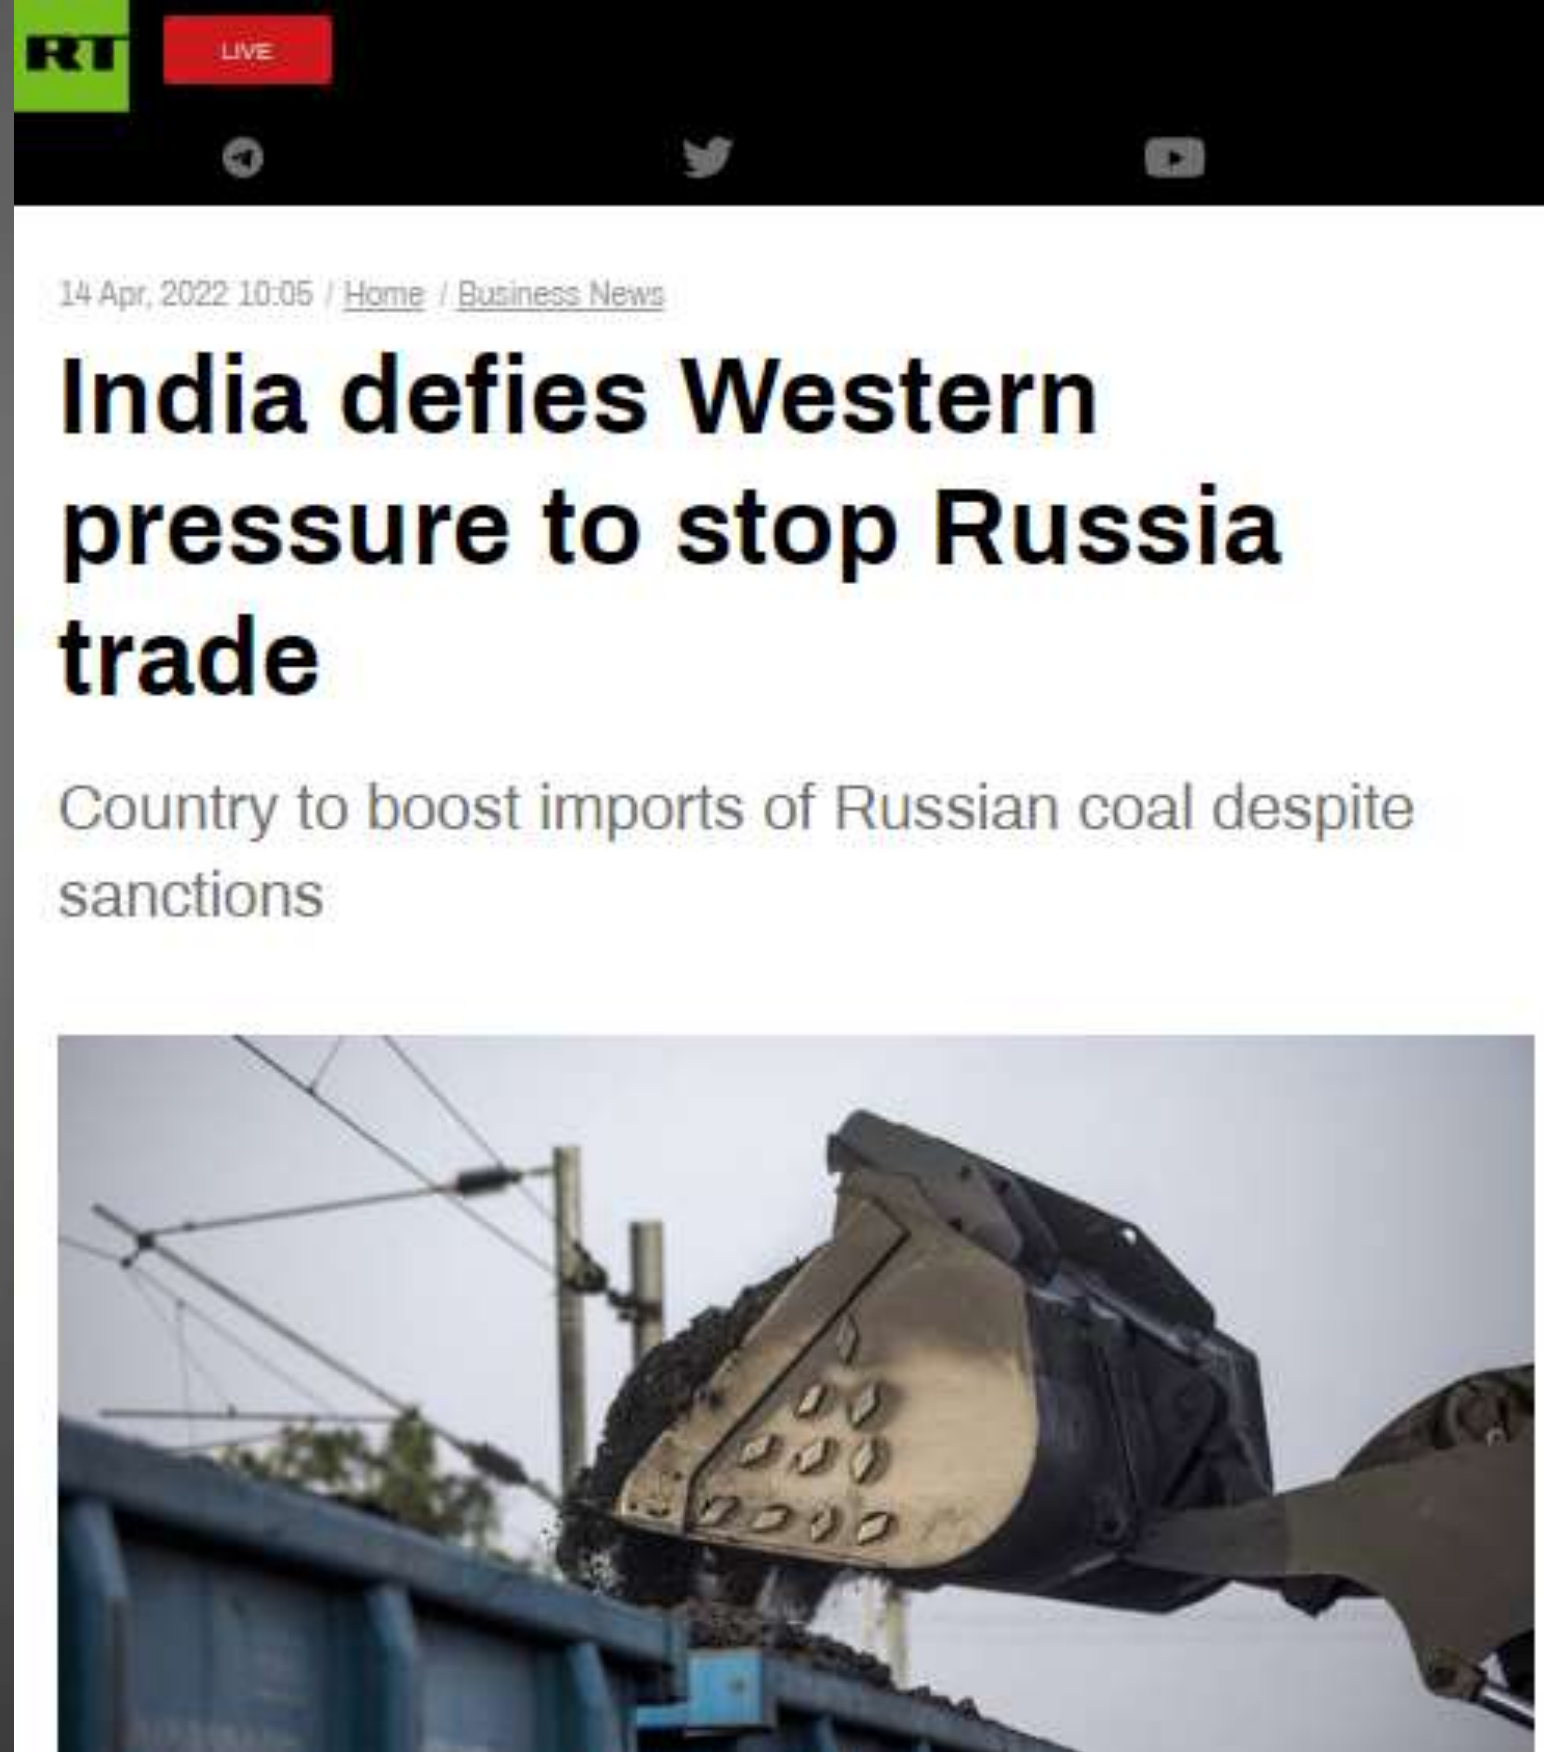 RT
LIVE
14 Apr, 2022 10:05 / Home / Business News
India defies Western
pressure to stop Russia
trade
Country to boost imports of Russian coal despite
sanctions